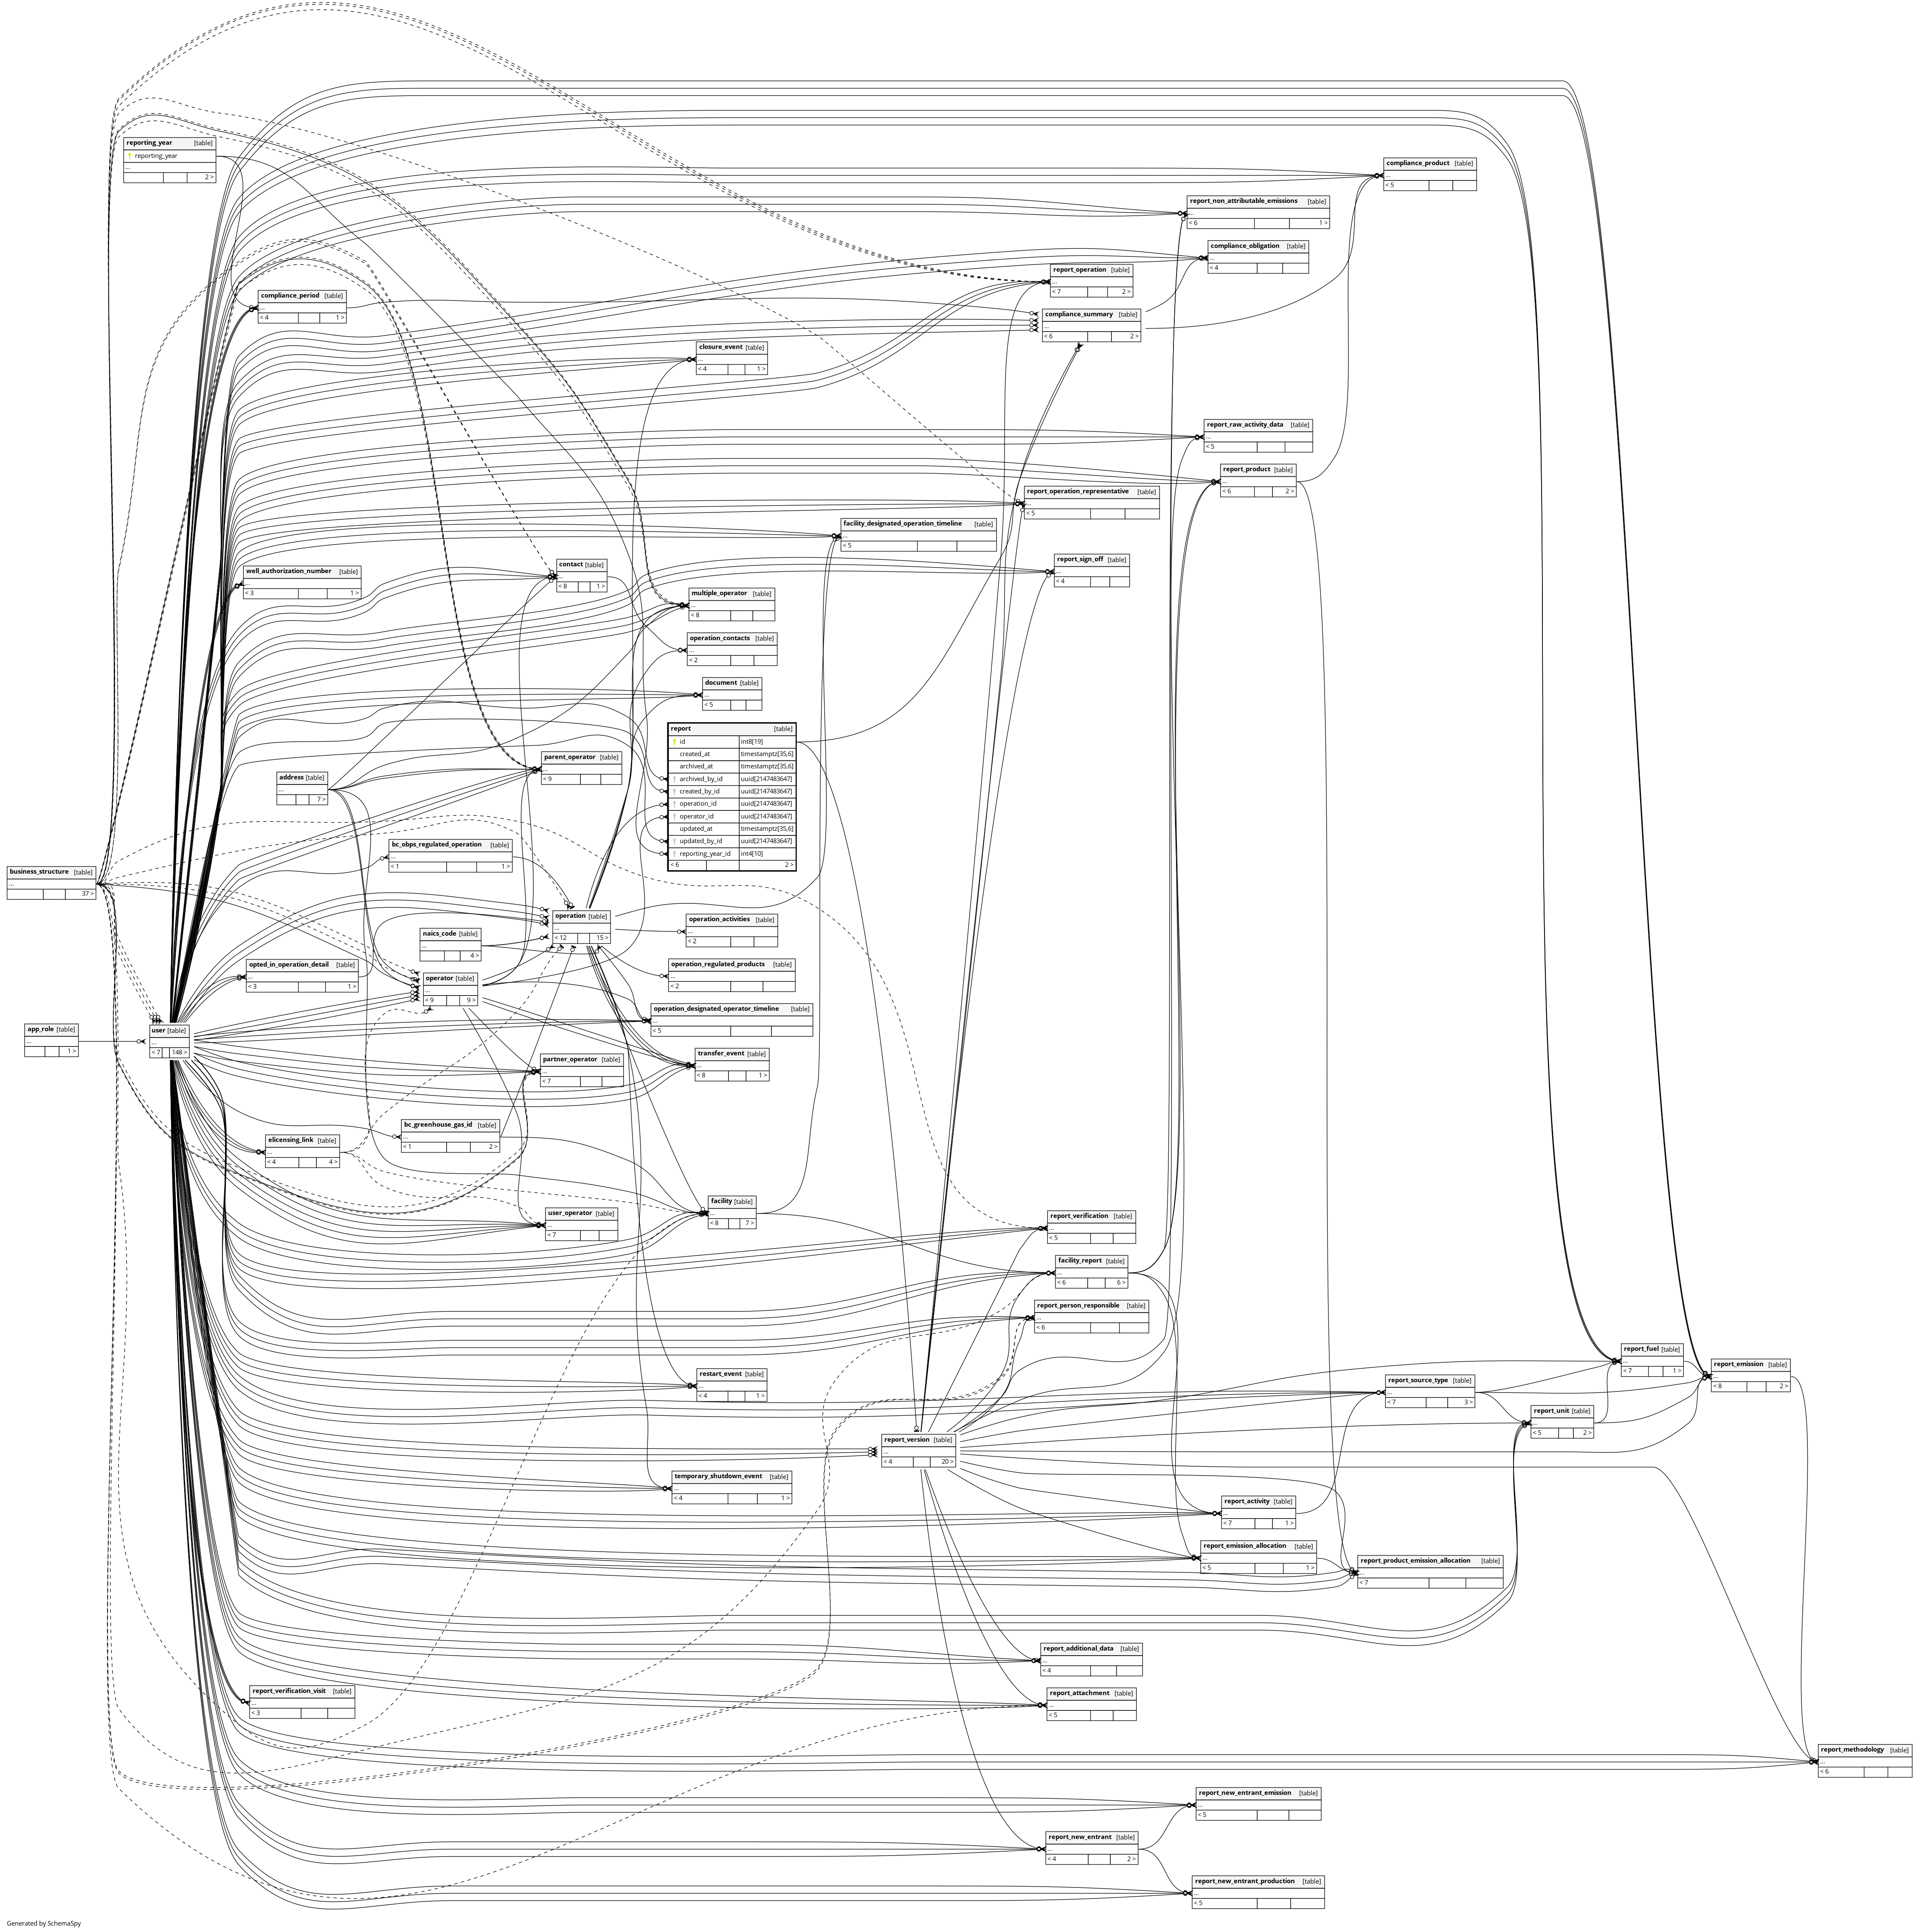 reporting_year [table]
reporting_year
...
2 >
compliance_product [table]
...
< 5
report_non_attributable_emissions [table]
...
< 6 1 >
compliance_obligation [table]
...
< 4
report_operation [table]
...
< 7 2 >
compliance_period [table]
...
< 4 1 >
compliance_summary [table]
...
< 6 2 >
closure_event [table]
...
< 4 1 >
report_raw_activity_data [table]
...
< 5
report_product [table]
...
< 6 2 >
report_operation_representative [table]
...
< 5
facility_designated_operation_timeline [table]
...
< 5
report_sign_off [table]
...
< 4
contact [table]
...
< 8 1 >
well_authorization_number [table]
...
< 3 1 >
multiple_operator [table]
...
< 8
operation_contacts [table]
...
< 2
document [table]
...
< 5
report [table]
id int8[19]
created_at timestamptz[35,6]
archived_at timestamptz[35,6]
archived_by_id uuid[2147483647]
created_by_id uuid[2147483647]
operation_id uuid[2147483647]
operator_id uuid[2147483647]
updated_at timestamptz[35,6]
updated_by_id uuid[2147483647]
reporting_year_id int4[10]
< 6 2 >
parent_operator [table]
...
< 9
address [table]
...
7 >
bc_obps_regulated_operation [table]
...
< 1 1 >
business_structure [table]
...
37 >
operation [table]
...
< 12 15 >
operation_activities [table]
...
< 2
naics_code [table]
...
4 >
opted_in_operation_detail [table]
...
< 3 1 >
operation_regulated_products [table]
...
< 2
operator [table]
...
< 9 9 >
operation_designated_operator_timeline [table]
...
< 5
app_role [table]
...
1 >
user [table]
...
< 7 148 >
transfer_event [table]
...
< 8 1 >
partner_operator [table]
...
< 7
bc_greenhouse_gas_id [table]
...
< 1 2 >
elicensing_link [table]
...
< 4 4 >
facility [table]
...
< 8 7 >
user_operator [table]
...
< 7
report_verification [table]
...
< 5
facility_report [table]
...
< 6 6 >
report_person_responsible [table]
...
< 6
report_fuel [table]
...
< 7 1 >
report_emission [table]
...
< 8 2 >
restart_event [table]
...
< 4 1 >
report_source_type [table]
...
< 7 3 >
report_unit [table]
...
< 5 2 >
report_version [table]
...
< 4 20 >
temporary_shutdown_event [table]
...
< 4 1 >
report_activity [table]
...
< 7 1 >
report_emission_allocation [table]
...
< 5 1 >
report_product_emission_allocation [table]
...
< 7
report_additional_data [table]
...
< 4
report_verification_visit [table]
...
< 3
report_attachment [table]
...
< 5
report_methodology [table]
...
< 6
report_new_entrant_emission [table]
...
< 5
report_new_entrant [table]
...
< 4 2 >
report_new_entrant_production [table]
...
< 5
Generated by SchemaSpy